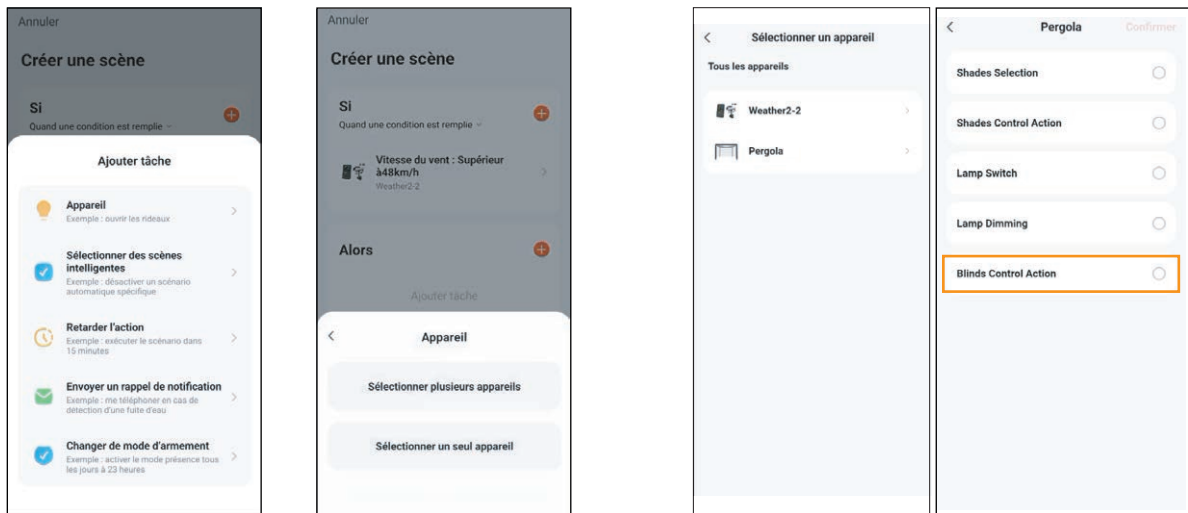 Annuler
Créer une scène
Si
Quand une condition est remplie
Ajouter tâche
Appareil
Exemple : ouvrir les rideaux
Sélectionner des scènes
intelligentes
Exemple : désactiver un scénario
automatique spécifique
Retarder l'action
Exemple : exécuter le scénario dans
15 minutes
Envoyer un rappel de notification
Exemple : me téléphoner en cas de
détection d'une fuite d'eau
Changer de mode d'armement
Exemple : activer le mode présence tous
les jours à 23 heures
Annuler
Créer une scène
Si
Quand une condition est remplie
Vitesse du vent : Supérieur
à48km/h
Weather2-2
Alors
Ajouter tâche
Appareil
Sélectionner plusieurs appareils
Sélectionner un seul appareil
Sélectionner un appareil
Tous les appareils
Weather2-2
Pergola
Pergola Confirmer
Shades Selection
Shades Control Action
Lamp Switch
Lamp Dimming
Blinds Control Action